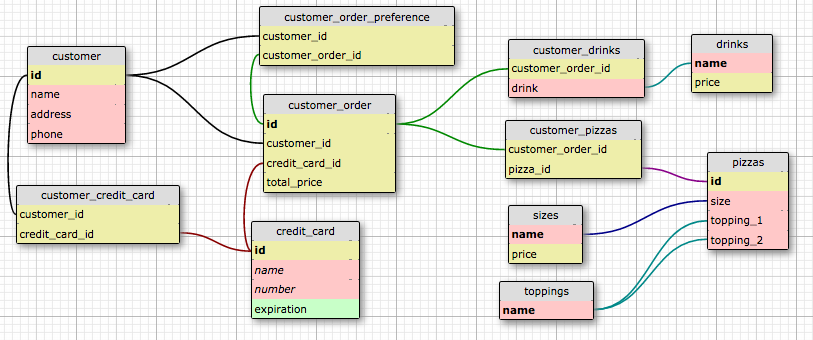 customer
id
name
address
phone
customer_order_preference
customer_id
customer_order_id
customer_order
id
customer_id
credit_card_id
total_price
customer_credit_card
customer_id
credit_card_id
credit_card
id
name
number
expiration
customer_drinks
customer_order_id
drink
drinks
name
price
customer_pizzas
customer_order_id
pizza_id
pizzas
id
size
topping_1
topping_2
sizes
name
price
toppings
name